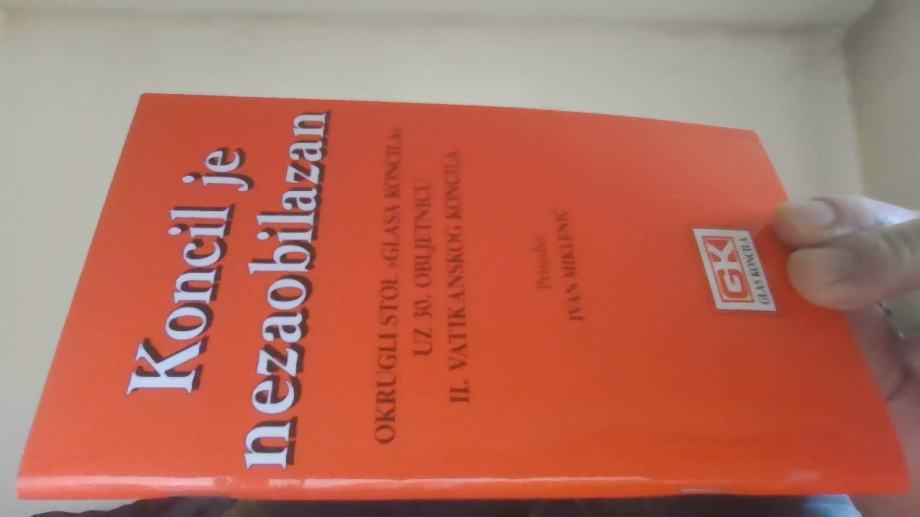 Koncil je
nezaobilazan
OKRUGLI STOL »GLASA KONCILA«
UZ 30. OBLJETNICU
II. VATIKANSKOG KONCILA
Priredio
IVAN MIKLENIĆ
GK
GLAS KONCILA